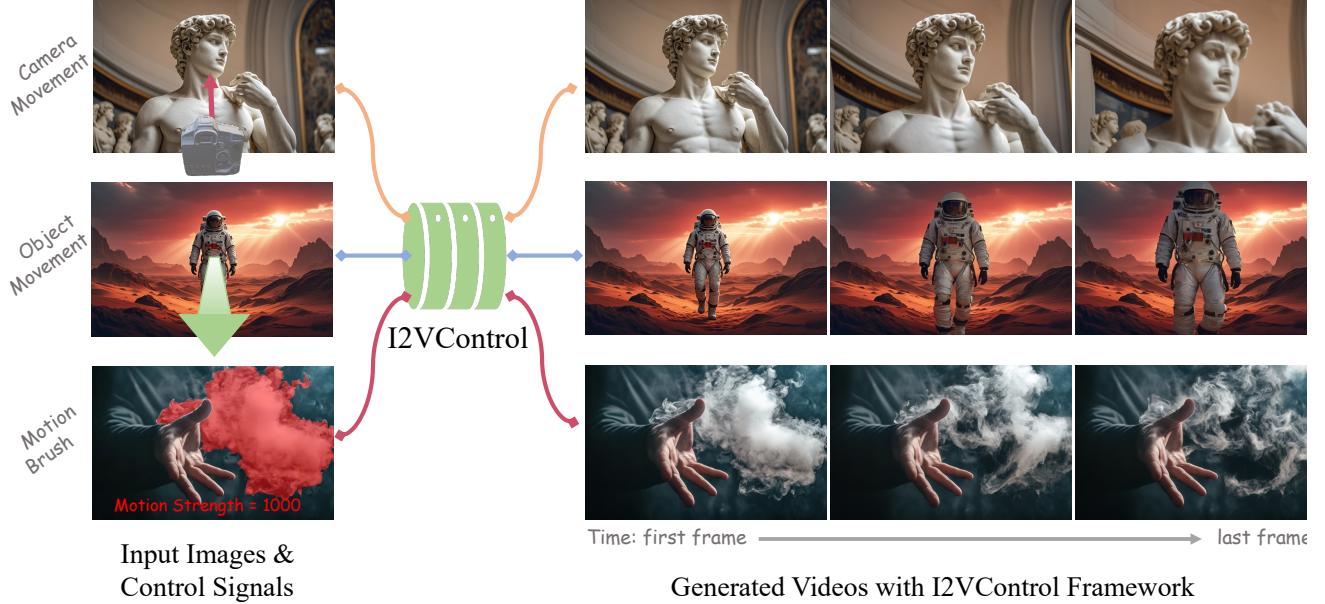 Camera
Movement
Object
Movement
Motion
Brush
Motion Strength = 1000
Input Images &
Control Signals
I2VControl
Time: first frame
last frame
Generated Videos with I2VControl Framework